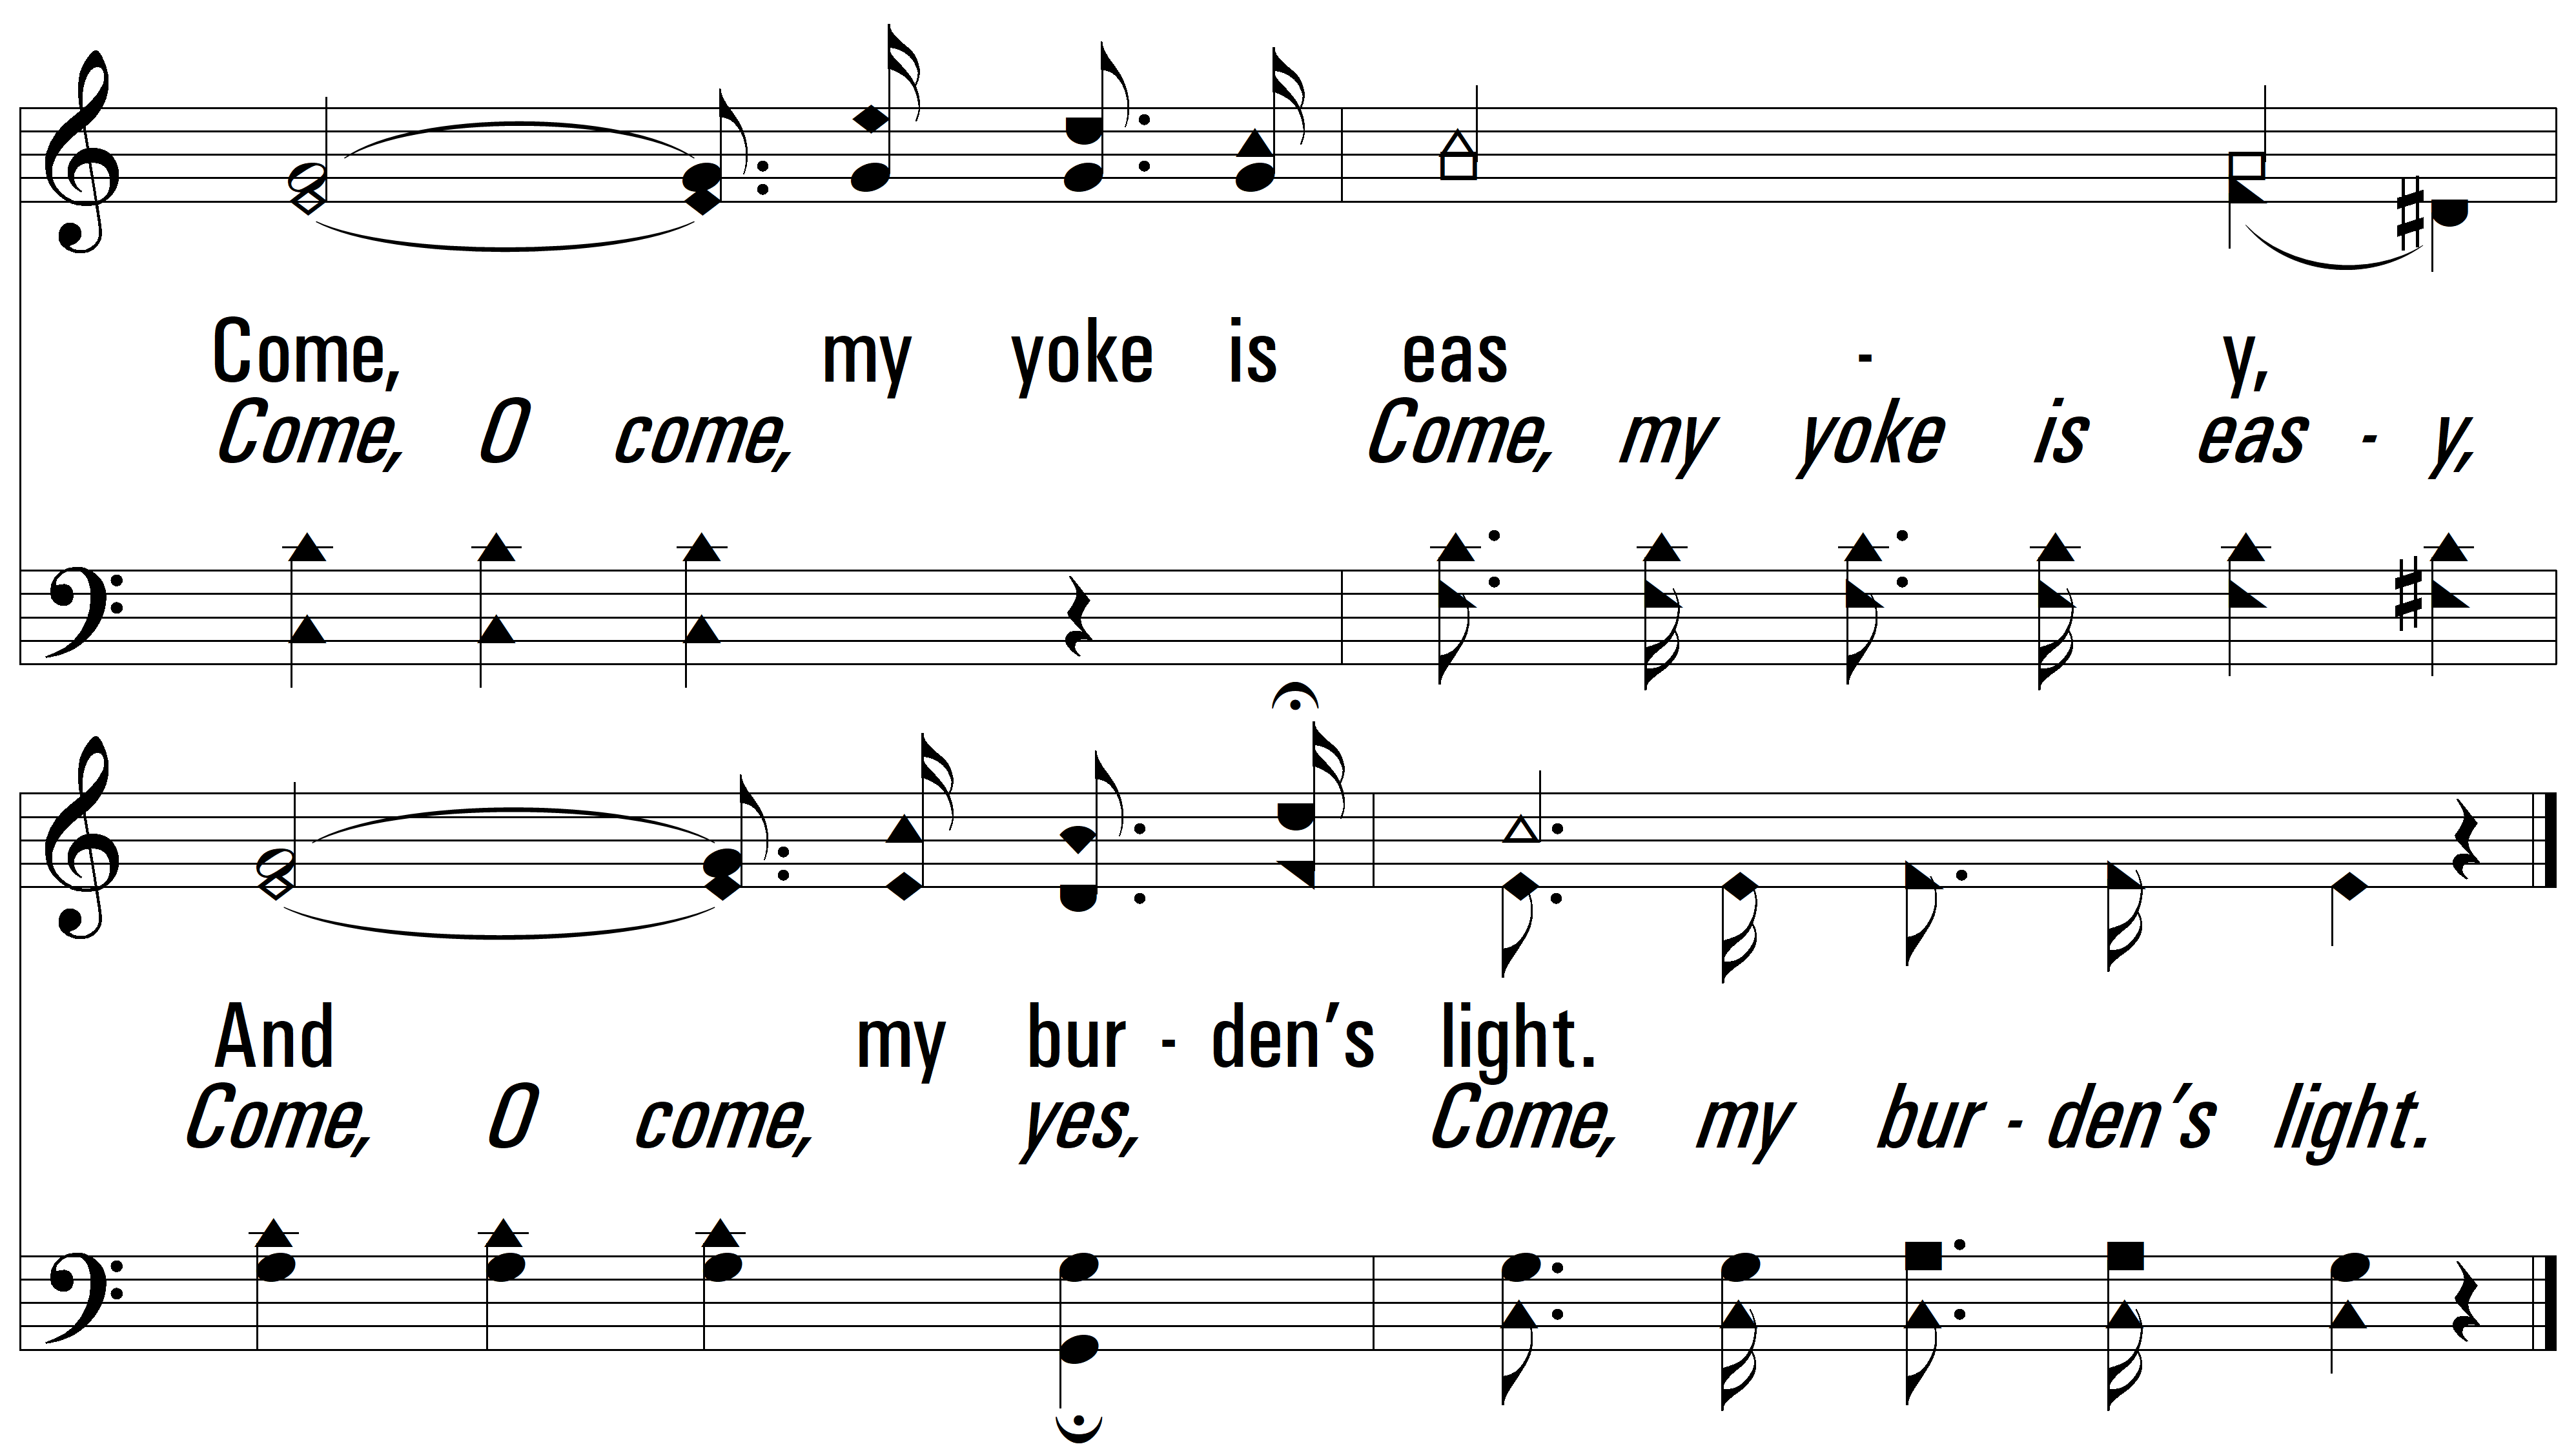 Come, my yoke is eas - y,
Come, O come, Come, my yoke is eas - y,
And my bur - den's light.
Come, O come, yes, Come, my bur - den's light.